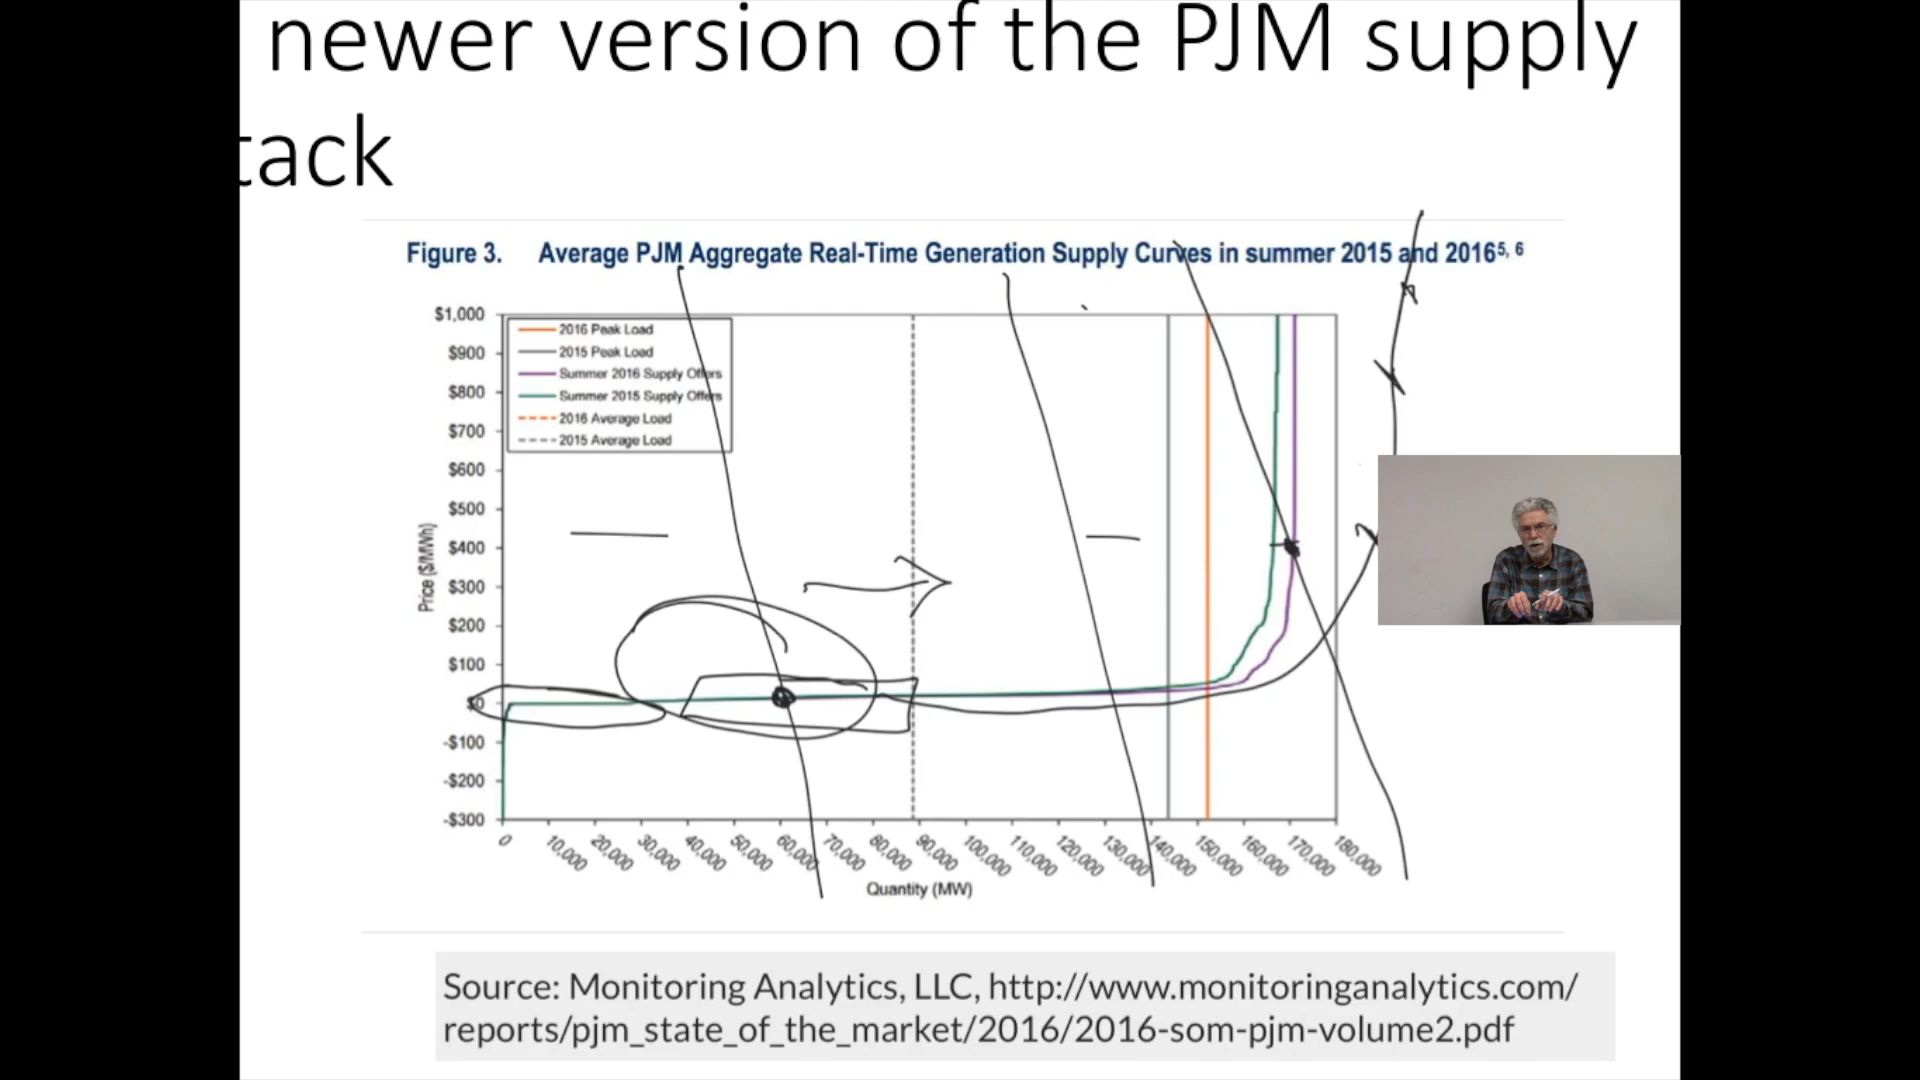 newer version of the PJM supply
tack
Figure 3. Average PJM Aggregate Real-Time Generation Supply Curves in summer 2015 and 2016⁵, ⁶
$1,000
$900
$800
$700
$600
$500
$400
$300
$200
$100
$0
-$100
-$200
-$300
Price ($/MWh)
2016 Peak Load
2015 Peak Load
Summer 2016 Supply Offers
Summer 2015 Supply Offers
2016 Average Load
2015 Average Load
0 10,000 20,000 30,000 40,000 50,000 60,000 70,000 80,000 90,000 100,000 110,000 120,000 130,000 140,000 150,000 160,000 170,000 180,000
Quantity (MW)
Source: Monitoring Analytics, LLC, http://www.monitoringanalytics.com/
reports/pjm_state_of_the_market/2016/2016-som-pjm-volume2.pdf